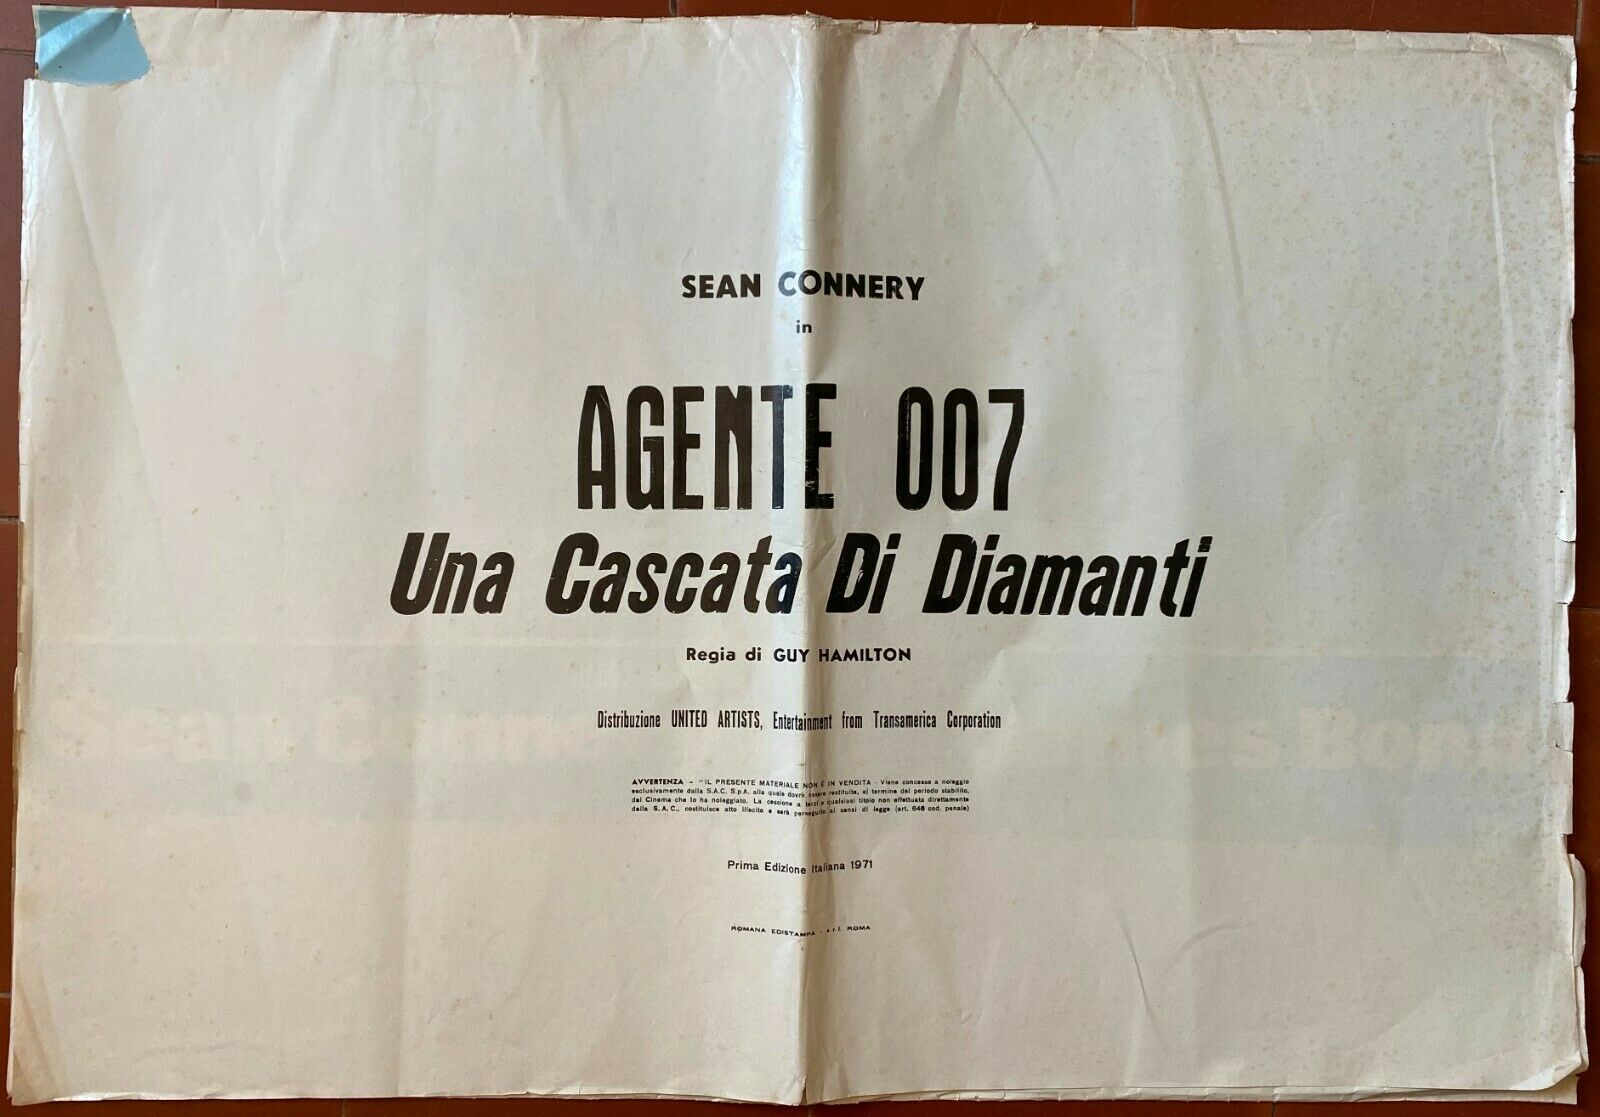 SEAN CONNERY
in
AGENTE 007
Una Cascata Di Diamanti
Regia di GUY HAMILTON
Distribuzione UNITED ARTISTS, Entertainment from Transamerica Corporation
AVVERTENZA - "IL PRESENTE MATERIALE NON È IN VENDITA - Viene concesso a noleggio
esclusivamente dalla S.A.C. S.p.A. alla quale dovrà essere restituita, al termine del periodo stabilito,
dal Cinema che lo ha noleggiato. La cessione a terzi a qualsiasi titolo non effettuata direttamente
dalla S.A.C., costituisce atto illecito e sarà perseguito ai sensi di legge (art. 646 cod. penale)
Prima Edizione Italiana 1971
ROMANA EDISTAMPA - s.r.l. ROMA